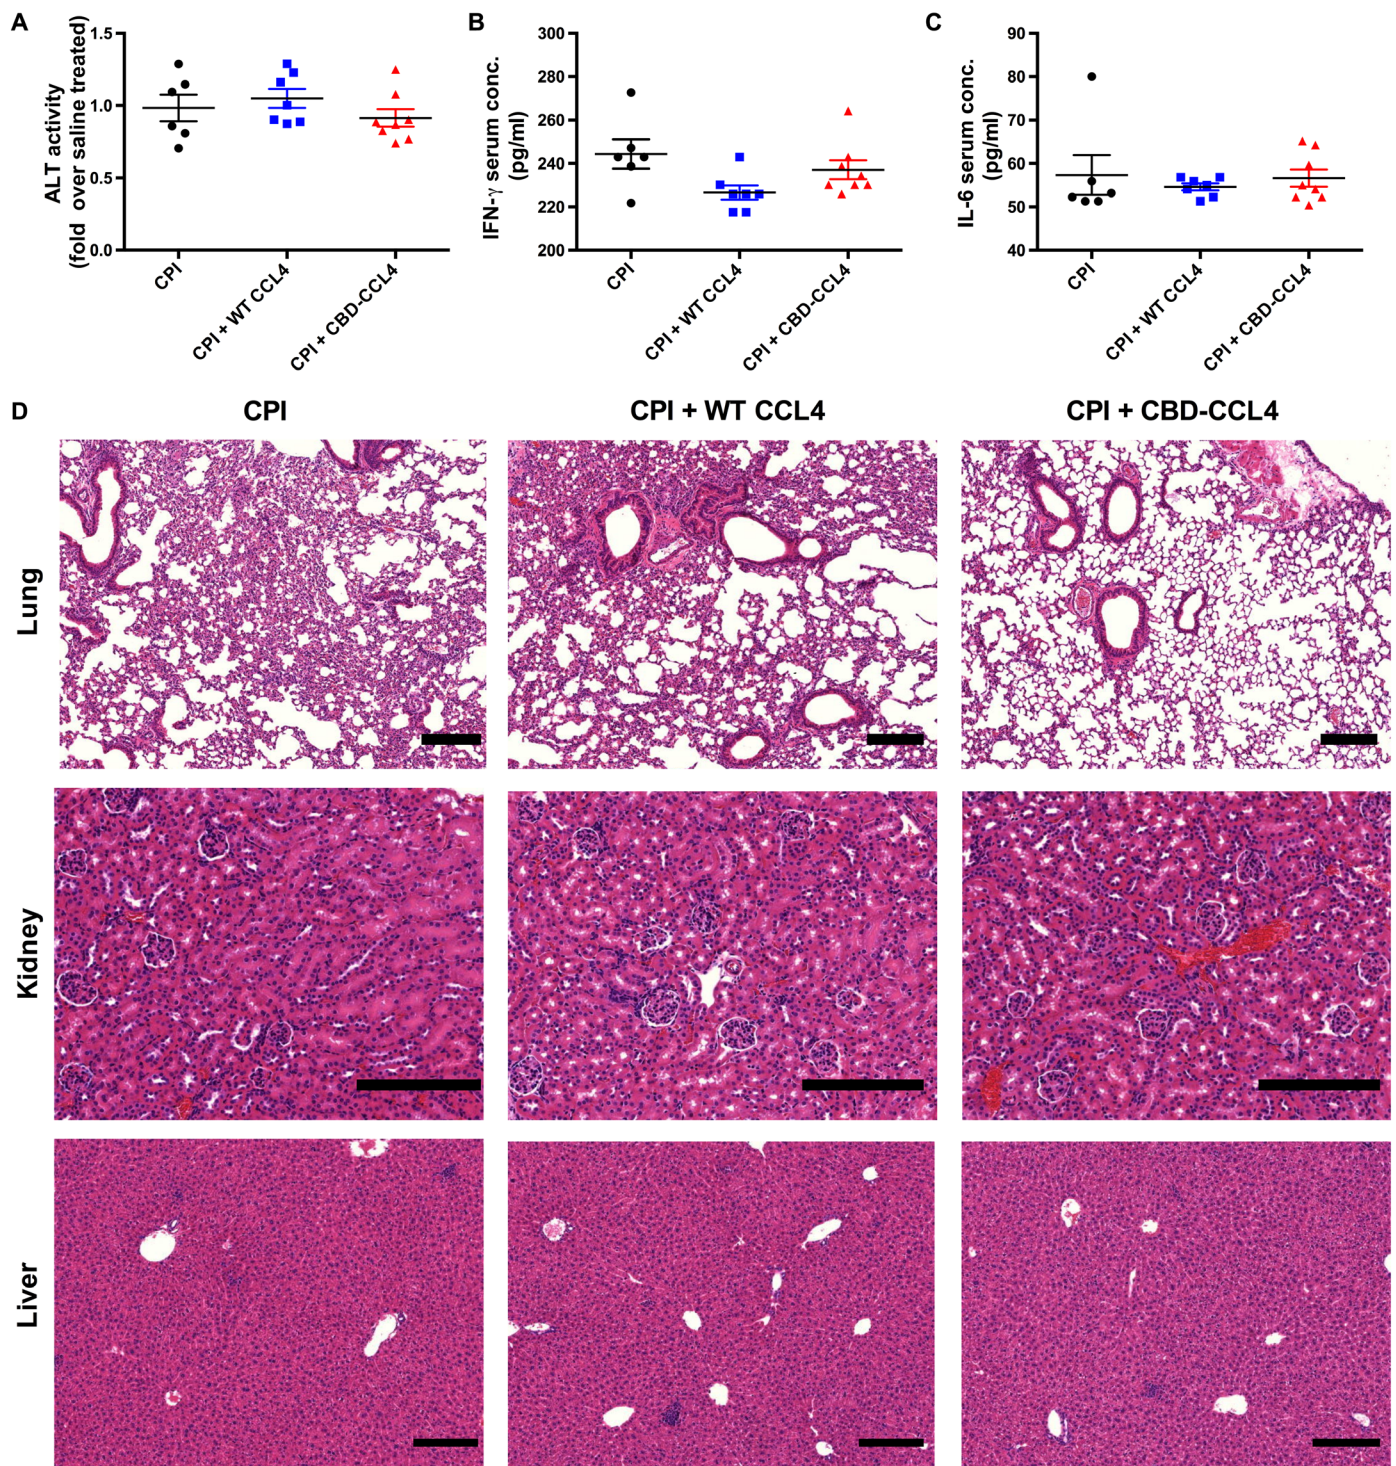 A
ALT activity
(fold over saline treated)
1.5
1.0
0.5
0.0
CPI
CPI + WT CCL4
CPI + CBD-CCL4
B
IFN-γ serum conc.
(pg/ml)
300
280
260
240
220
200
CPI
CPI + WT CCL4
CPI + CBD-CCL4
C
IL-6 serum conc.
(pg/ml)
90
80
70
60
50
40
CPI
CPI + WT CCL4
CPI + CBD-CCL4
D
CPI
CPI + WT CCL4
CPI + CBD-CCL4
Lung
Kidney
Liver